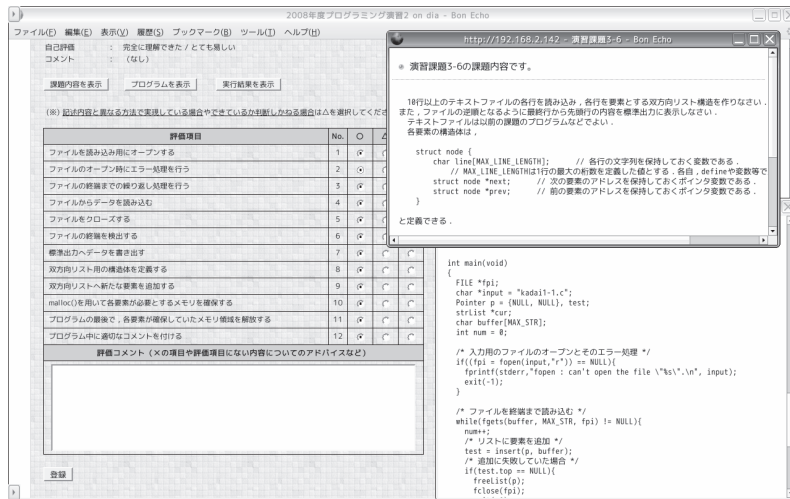 2008年度プログラミング演習2 on dia - Bon Echo
ファイル(F) 編集(E) 表示(V) 履歴(S) ブックマーク(B) ツール(T) ヘルプ(H)
自己評価 : 完全に理解できた / とても易しい
コメント : (なし)
課題内容を表示 プログラムを表示 実行結果を表示
(※) 記述内容と異なる方法で実現している場合やできているか判断しかねる場合は△を選択してくださ
評価項目 No. ○ △
ファイルを読み込み用にオープンする 1
ファイルのオープン時にエラー処理を行う 2
ファイルの終端までの繰り返し処理を行う 3
ファイルからデータを読み込む 4
ファイルをクローズする 5
ファイルの終端を検出する 6
標準出力へデータを書き出す 7
双方向リスト用の構造体を定義する 8
双方向リストへ新たな要素を追加する 9
malloc()を用いて各要素が必要とするメモリを確保する 10
プログラムの最後で,各要素が確保していたメモリ領域を解放する 11
プログラム中に適切なコメントを付ける 12
評価コメント (×の項目や評価項目にない内容についてのアドバイスなど)
登録
http://192.168.2.142 - 演習課題3-6 - Bon Echo
演習課題3-6の課題内容です。
10行以上のテキストファイルの各行を読み込み,各行を要素とする双方向リスト構造を作りなさい.
また,ファイルの逆順となるように最終行から先頭行の内容を標準出力に表示しなさい.
テキストファイルは以前の課題のプログラムなどでよい.
各要素の構造体は,
struct node {
char line[MAX_LINE_LENGTH]; // 各行の文字列を保持しておく変数である.
// MAX_LINE_LENGTHは1行の最大の桁数を定義した値とする.各自,defineや変数等で
struct node *next; // 次の要素のアドレスを保持しておくポインタ変数である.
struct node *prev; // 前の要素のアドレスを保持しておくポインタ変数である.
}
と定義できる.
int main(void)
{
FILE *fpi;
char *input = "kadai1-1.c";
Pointer p = {NULL, NULL}, test;
strList *cur;
char buffer[MAX_STR];
int num = 0;
/* 入力用のファイルのオープンとそのエラー処理 */
if((fpi = fopen(input,"r")) == NULL){
fprintf(stderr,"fopen : can't open the file \"%s\".\n", input);
exit(-1);
}
/* ファイルを終端まで読み込む */
while(fgets(buffer, MAX_STR, fpi) != NULL){
num++;
/* リストに要素を追加 */
test = insert(p, buffer);
/* 追加に失敗していた場合 */
if(test.top == NULL){
freeList(p);
fclose(fpi);